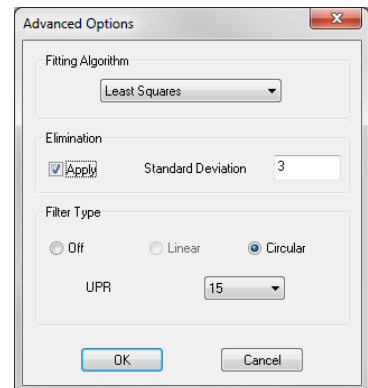 Advanced Options
Fitting Algorithm
Least Squares
Elimination
Apply Standard Deviation 3
Filter Type
Off Linear Circular
UPR 15
OK Cancel